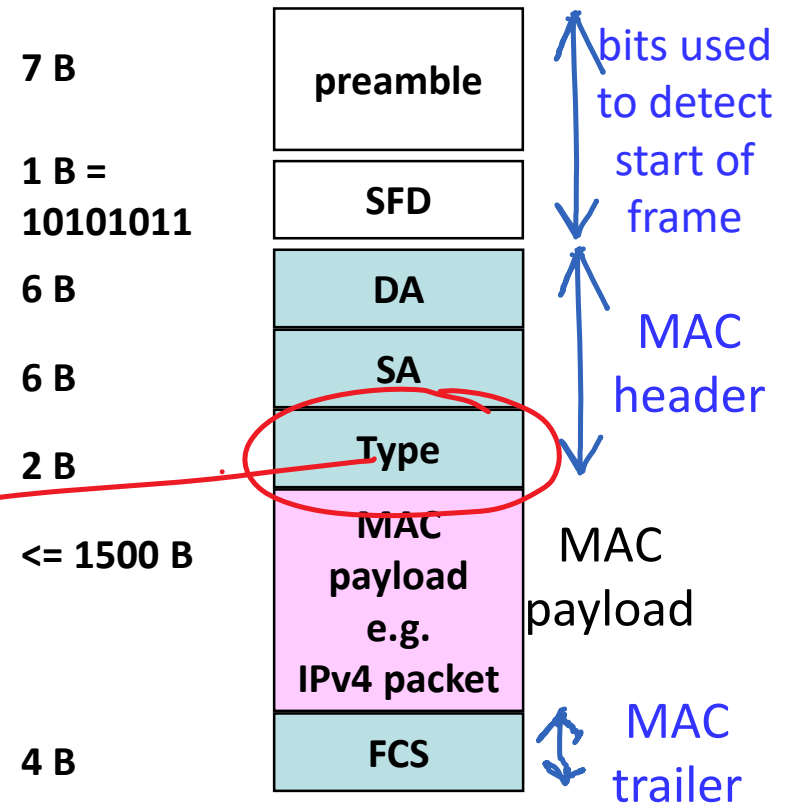 7 B
preamble
bits used
to detect
start of
frame
1 B =
10101011
SFD
6 B
DA
MAC
header
6 B
SA
2 B
Type
<= 1500 B
MAC
payload
e.g.
IPv4 packet
MAC
payload
4 B
FCS
MAC
trailer